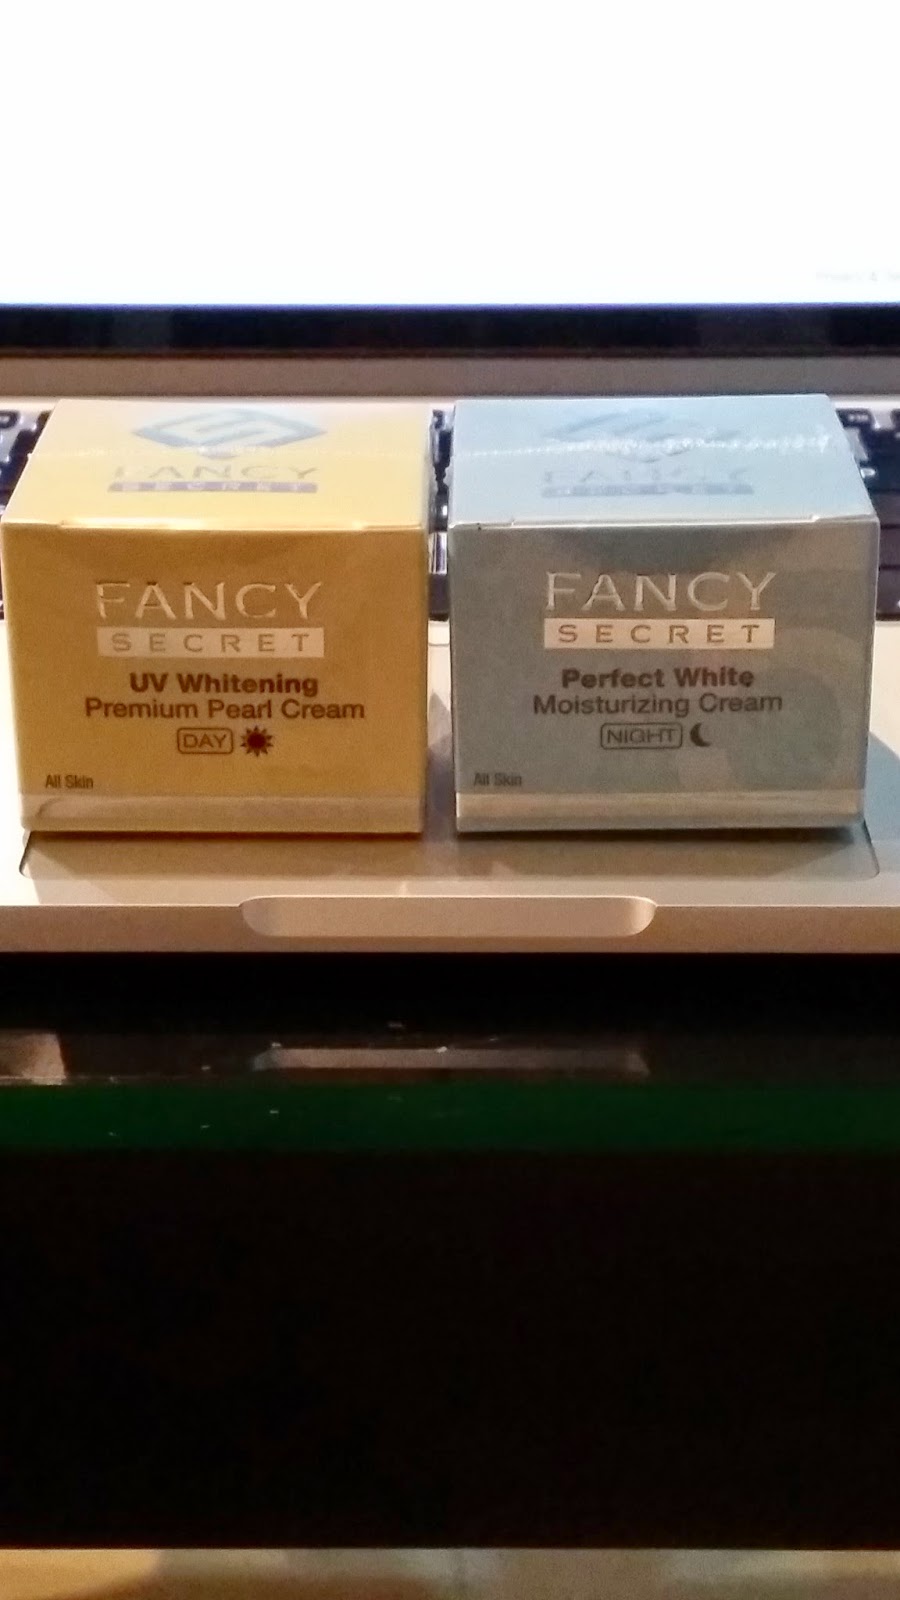 FANCY
SECRET
FANCY
SECRET
UV Whitening
Premium Pearl Cream
DAY
All Skin
FANCY
SECRET
FANCY
SECRET
Perfect White
Moisturizing Cream
NIGHT
All Skin